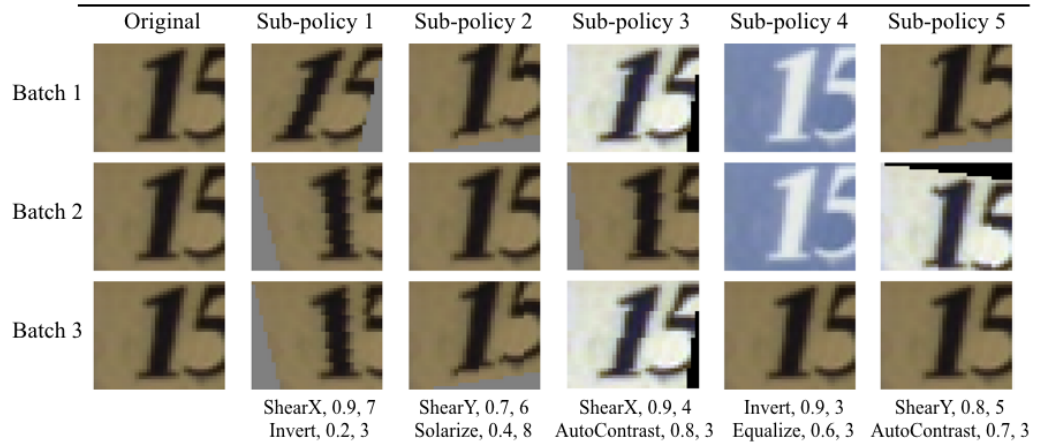 Original Sub-policy 1 Sub-policy 2 Sub-policy 3 Sub-policy 4 Sub-policy 5
Batch 1 15 15 15 15 15 15
Batch 2 15 15 15 15 15 15
Batch 3 15 15 15 15 15 15
ShearX, 0.9, 7 ShearY, 0.7, 6 ShearX, 0.9, 4 Invert, 0.9, 3 ShearY, 0.8, 5
Invert, 0.2, 3 Solarize, 0.4, 8 AutoContrast, 0.8, 3 Equalize, 0.6, 3 AutoContrast, 0.7, 3